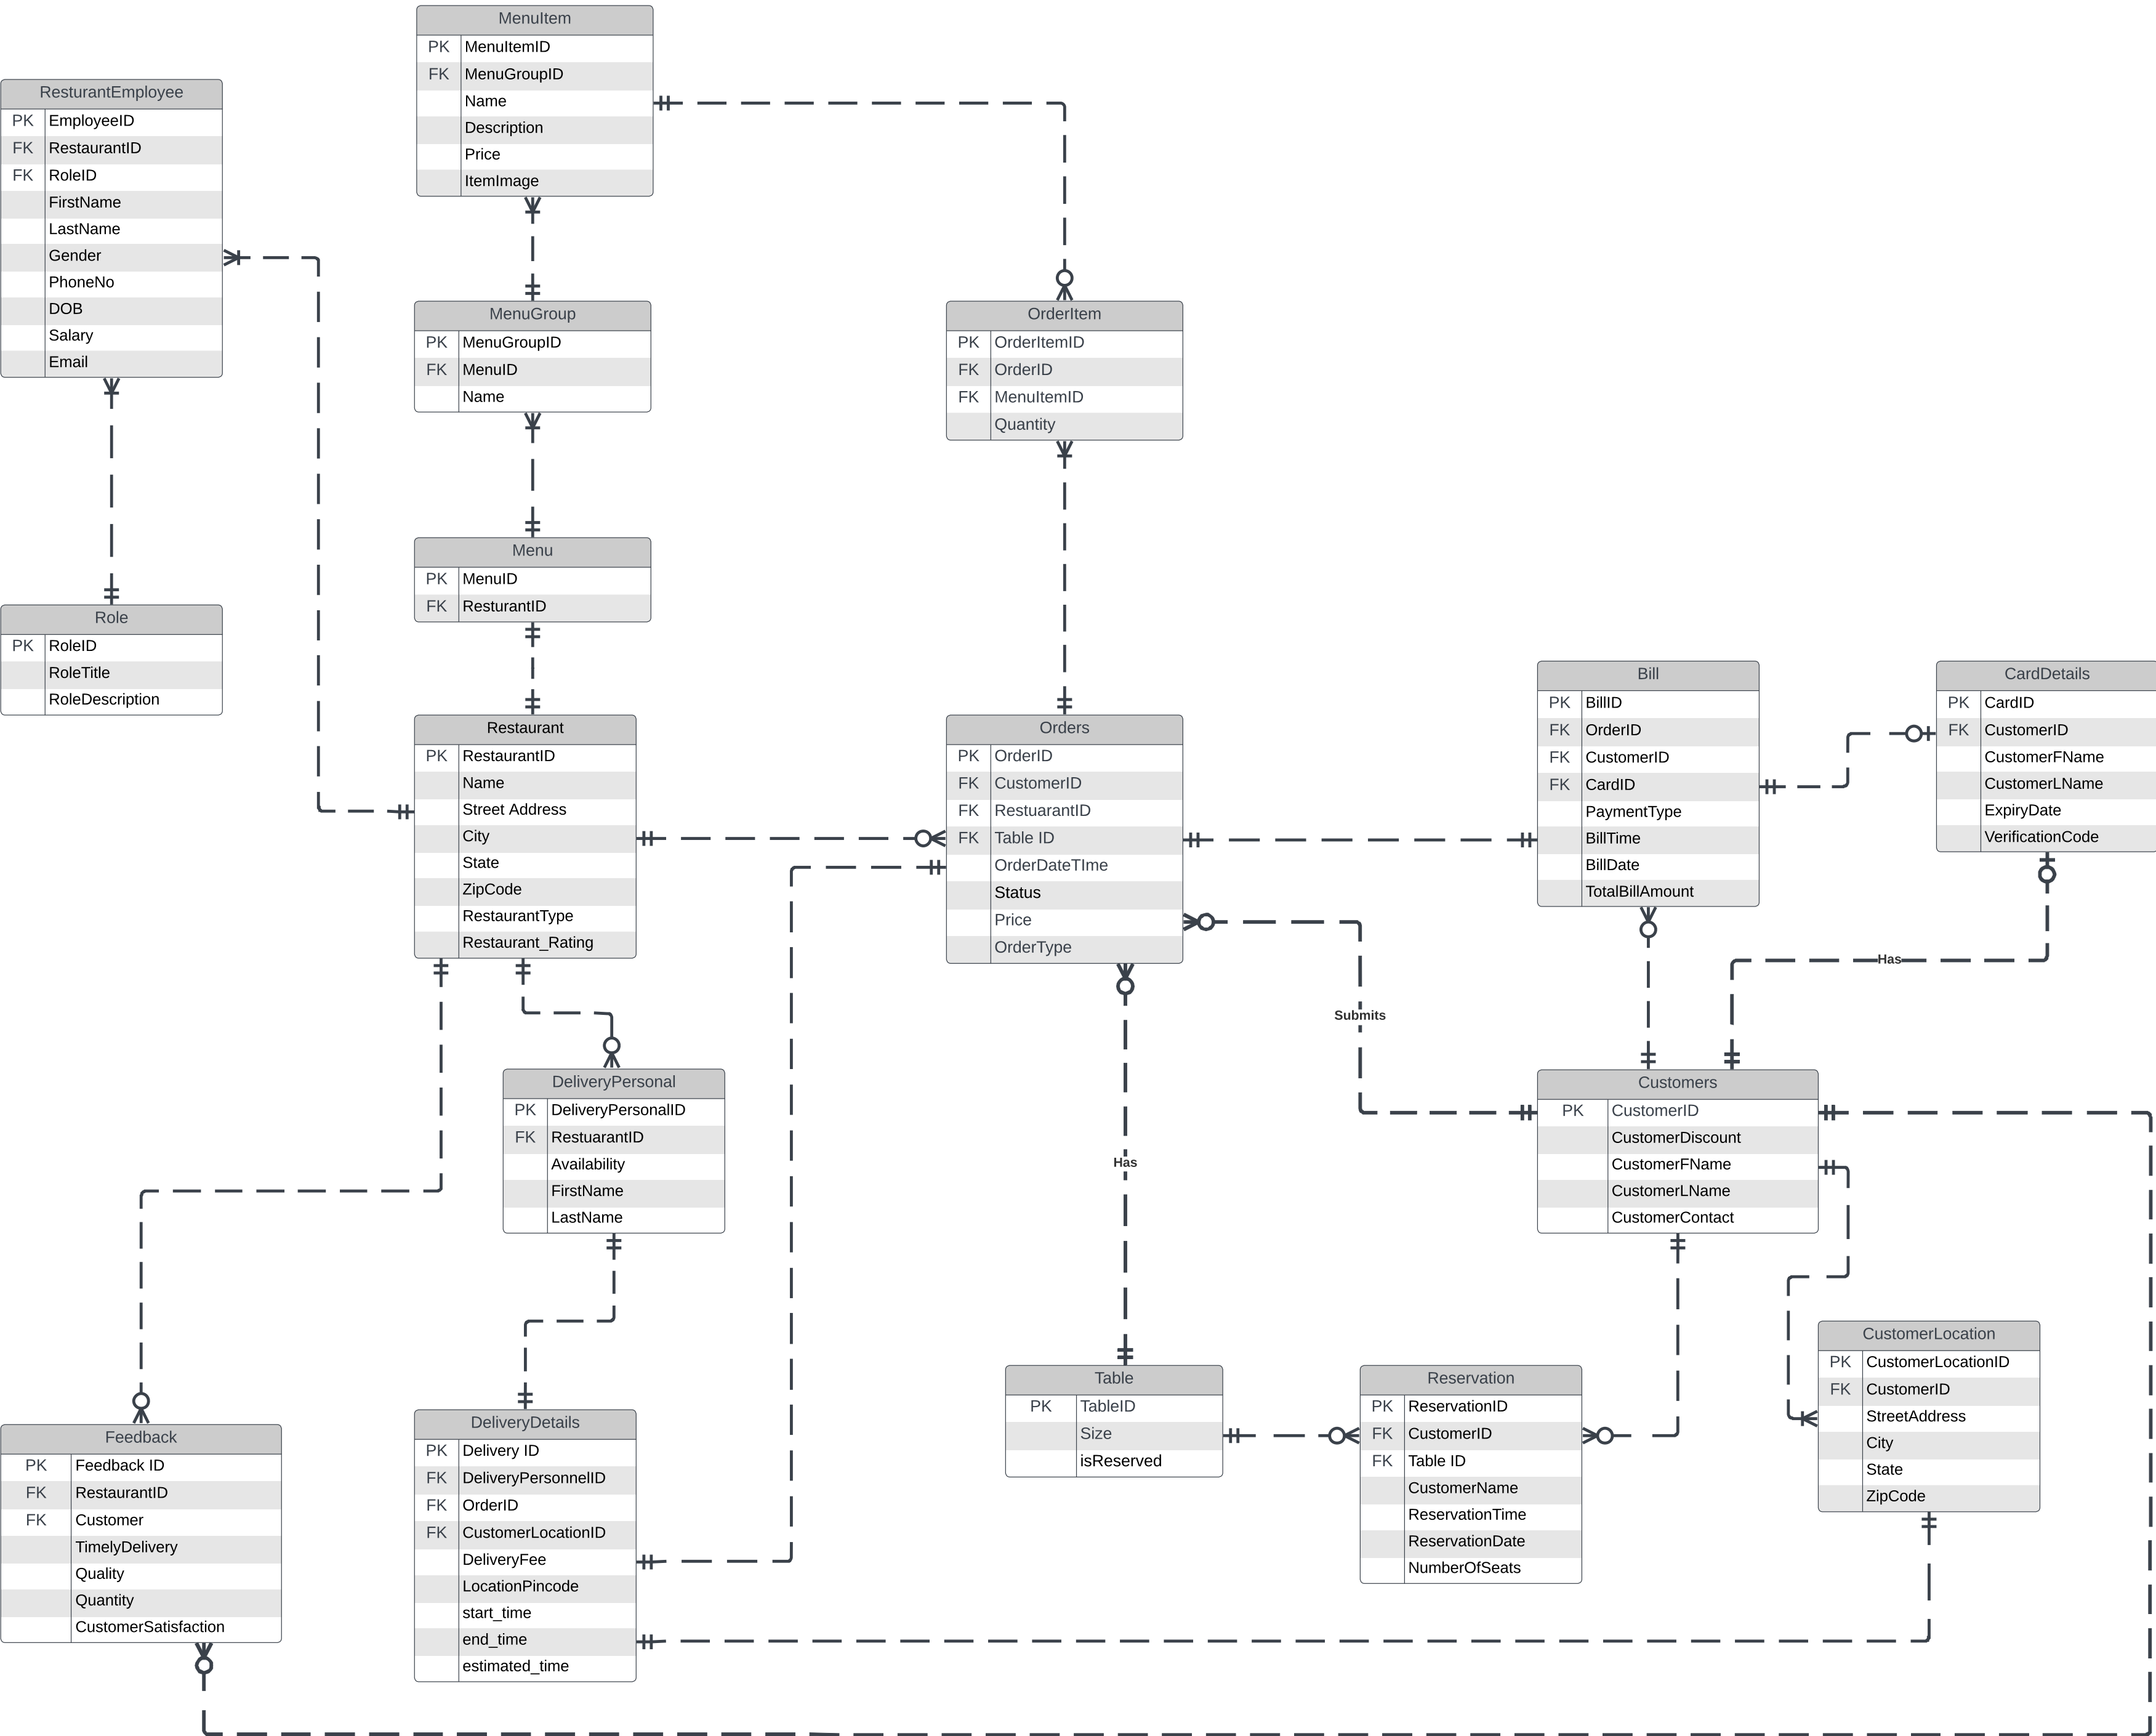 MenuItem
PK MenuItemID
FK MenuGroupID
Name
Description
Price
ItemImage
ResturantEmployee
PK EmployeeID
FK RestaurantID
FK RoleID
FirstName
LastName
Gender
PhoneNo
DOB
Salary
Email
MenuGroup
PK MenuGroupID
FK MenuID
Name
OrderItem
PK OrderItemID
FK OrderID
FK MenuItemID
Quantity
Menu
PK MenuID
FK ResturantID
Role
PK RoleID
RoleTitle
RoleDescription
Restaurant
PK RestaurantID
Name
Street Address
City
State
ZipCode
RestaurantType
Restaurant_Rating
Orders
PK OrderID
FK CustomerID
FK RestuarantID
FK Table ID
OrderDateTIme
Status
Price
OrderType
Bill
PK BillID
FK OrderID
FK CustomerID
FK CardID
PaymentType
BillTime
BillDate
TotalBillAmount
CardDetails
PK CardID
FK CustomerID
CustomerFName
CustomerLName
ExpiryDate
VerificationCode
Has
Submits
Has
DeliveryPersonal
PK DeliveryPersonalID
FK RestuarantID
Availability
FirstName
LastName
Customers
PK CustomerID
CustomerDiscount
CustomerFName
CustomerLName
CustomerContact
CustomerLocation
PK CustomerLocationID
FK CustomerID
StreetAddress
City
State
ZipCode
Table
PK TableID
Size
isReserved
Reservation
PK ReservationID
FK CustomerID
FK Table ID
CustomerName
ReservationTime
ReservationDate
NumberOfSeats
DeliveryDetails
PK Delivery ID
FK DeliveryPersonnelID
FK OrderID
FK CustomerLocationID
DeliveryFee
LocationPincode
start_time
end_time
estimated_time
Feedback
PK Feedback ID
FK RestaurantID
FK Customer
TimelyDelivery
Quality
Quantity
CustomerSatisfaction